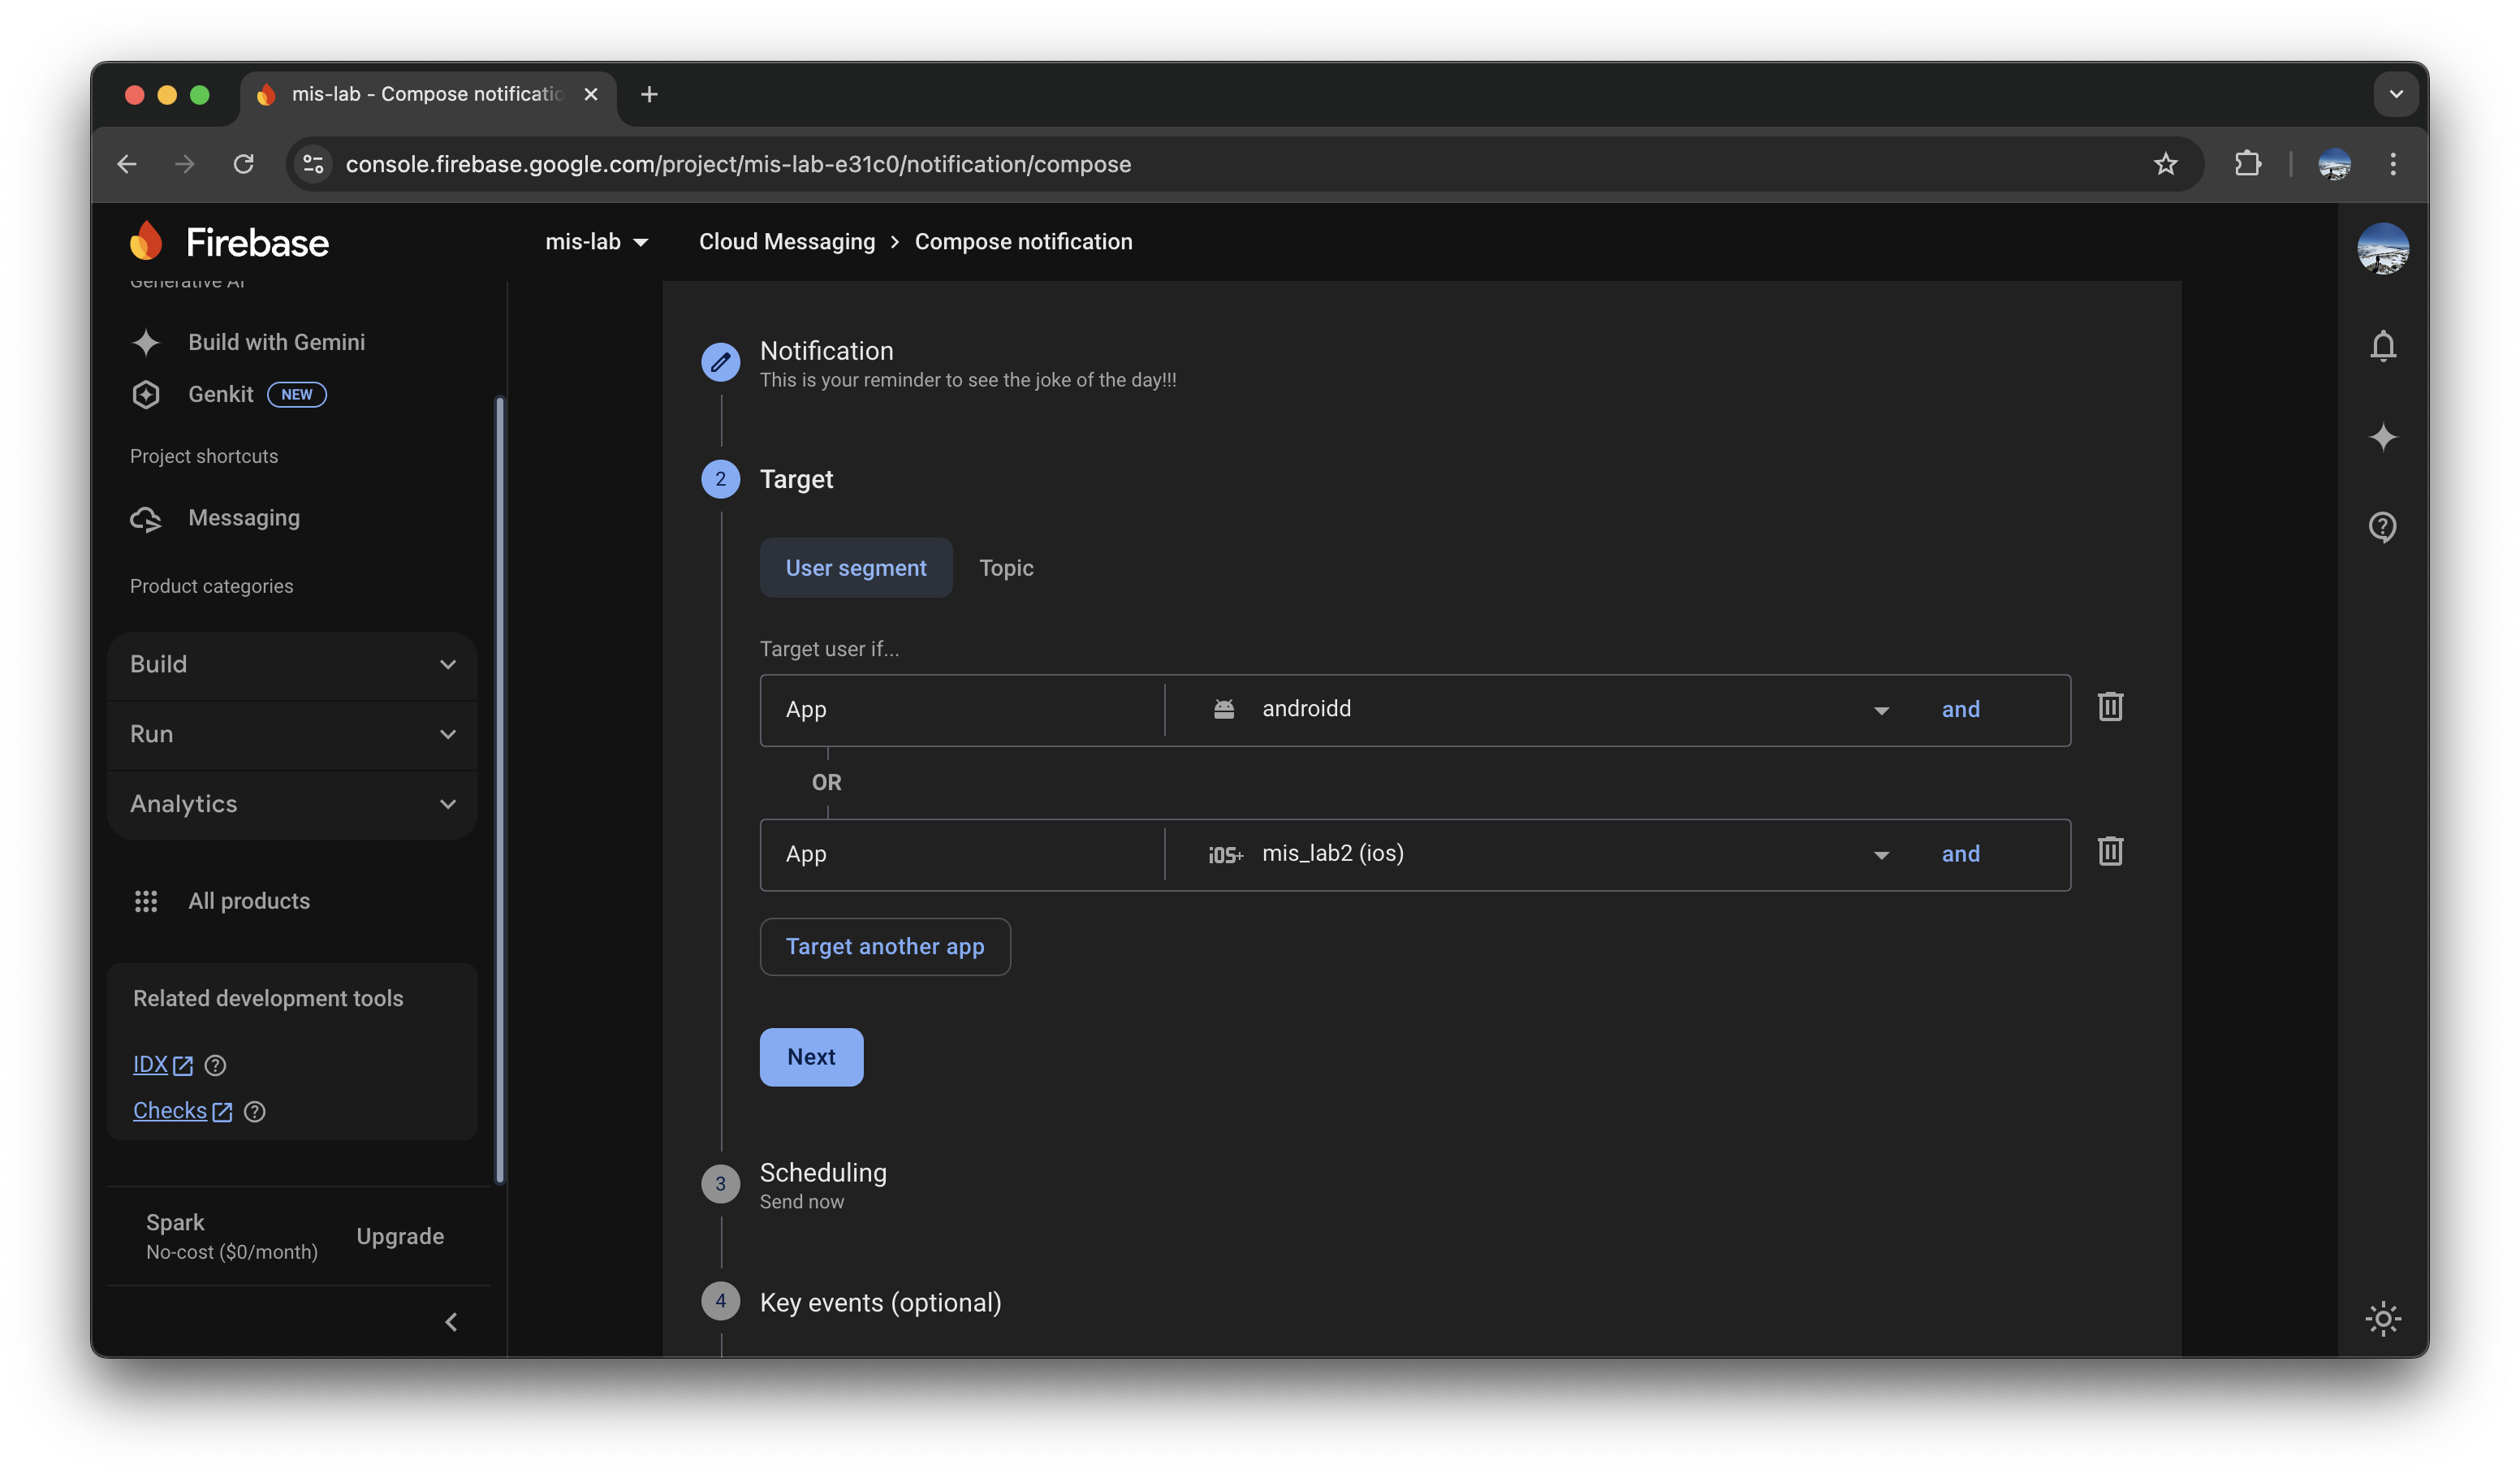 mis-lab - Compose notificatio
console.firebase.google.com/project/mis-lab-e31c0/notification/compose
Firebase
mis-lab
Cloud Messaging > Compose notification
Generative AI
Build with Gemini
Genkit NEW
Project shortcuts
Messaging
Product categories
Build
Run
Analytics
All products
Related development tools
IDX
Checks
Spark
No-cost ($0/month)
Upgrade
Notification
This is your reminder to see the joke of the day!!!
2 Target
User segment Topic
Target user if...
App androidd and
OR
App iOS+ mis_lab2 (ios) and
Target another app
Next
3 Scheduling
Send now
4 Key events (optional)